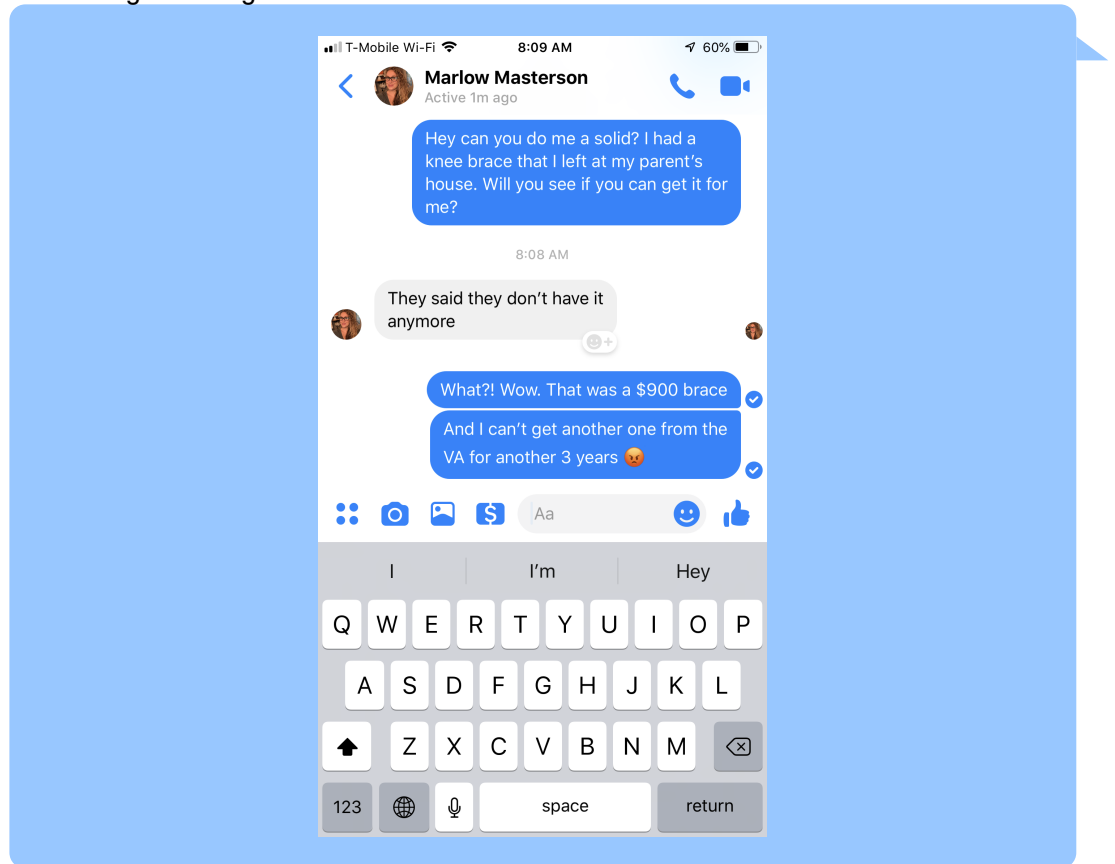 T-Mobile Wi-Fi 8:09 AM 60%
Marlow Masterson
Active 1m ago
Hey can you do me a solid? I had a
knee brace that I left at my parent's
house. Will you see if you can get it for
me?
8:08 AM
They said they don't have it
anymore
What?! Wow. That was a $900 brace
And I can't get another one from the
VA for another 3 years 😡
Aa
I I'm Hey
Q W E R T Y U I O P
A S D F G H J K L
Z X C V B N M
123 space return